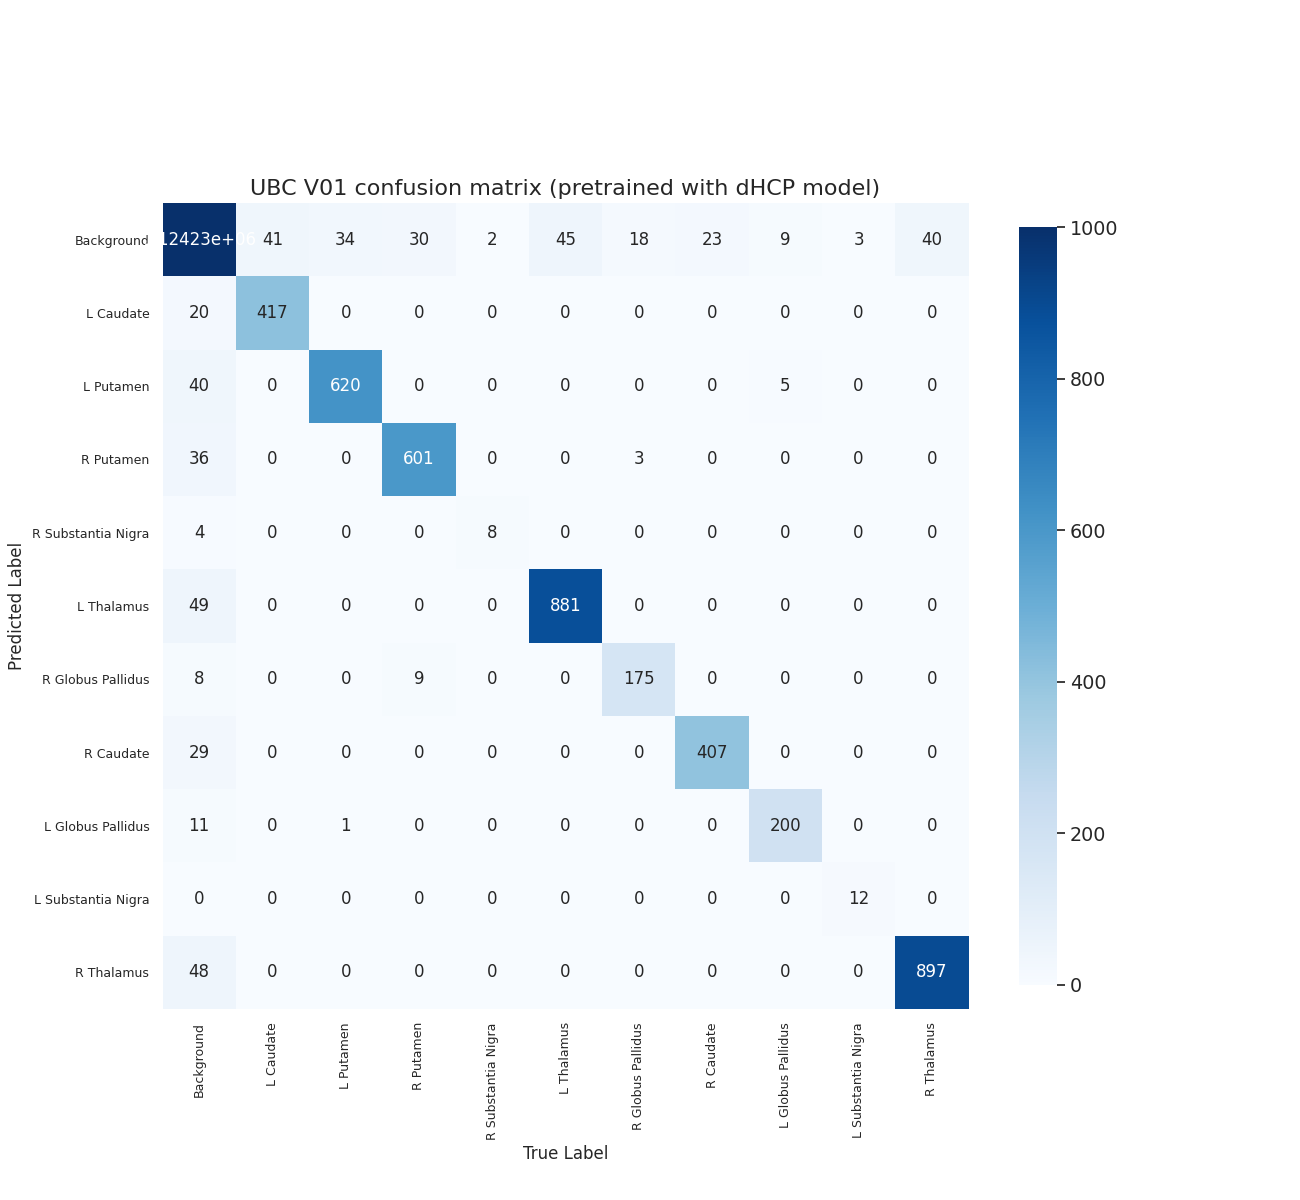 UBC V01 confusion matrix (pretrained with dHCP model)
Background 41 34 30 2 45 18 23 9 3 40
L Caudate 20 417 0 0 0 0 0 0 0 0 0
L Putamen 40 0 620 0 0 0 0 0 5 0 0
R Putamen 36 0 0 601 0 0 3 0 0 0 0
R Substantia Nigra 4 0 0 0 8 0 0 0 0 0 0
L Thalamus 49 0 0 0 0 881 0 0 0 0 0
R Globus Pallidus 8 0 0 9 0 0 175 0 0 0 0
R Caudate 29 0 0 0 0 0 0 407 0 0 0
L Globus Pallidus 11 0 1 0 0 0 0 0 200 0 0
L Substantia Nigra 0 0 0 0 0 0 0 0 0 12 0
R Thalamus 48 0 0 0 0 0 0 0 0 0 897
Background
L Caudate
L Putamen
R Putamen
R Substantia Nigra
L Thalamus
R Globus Pallidus
R Caudate
L Globus Pallidus
L Substantia Nigra
R Thalamus
True Label
Predicted Label
1000
800
600
400
200
0